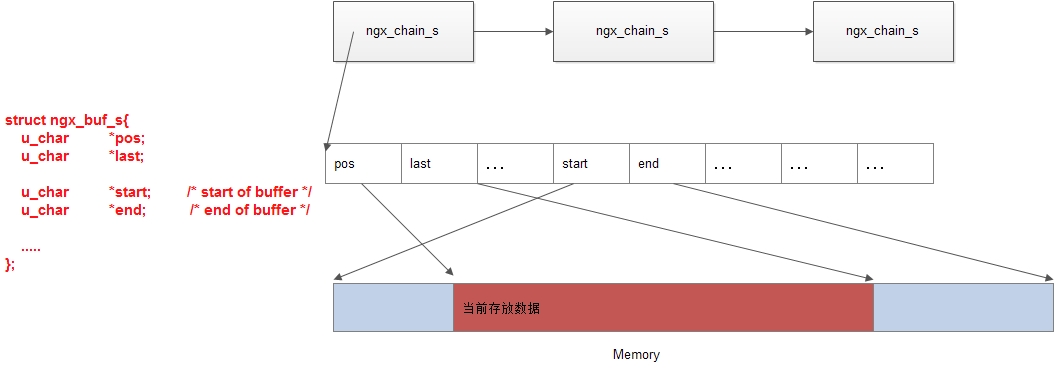 ngx_chain_s
ngx_chain_s
ngx_chain_s
struct ngx_buf_s{
u_char *pos;
u_char *last;
u_char *start; /* start of buffer */
u_char *end; /* end of buffer */
.....
};
pos last ... start end ... ... ...
当前存放数据
Memory